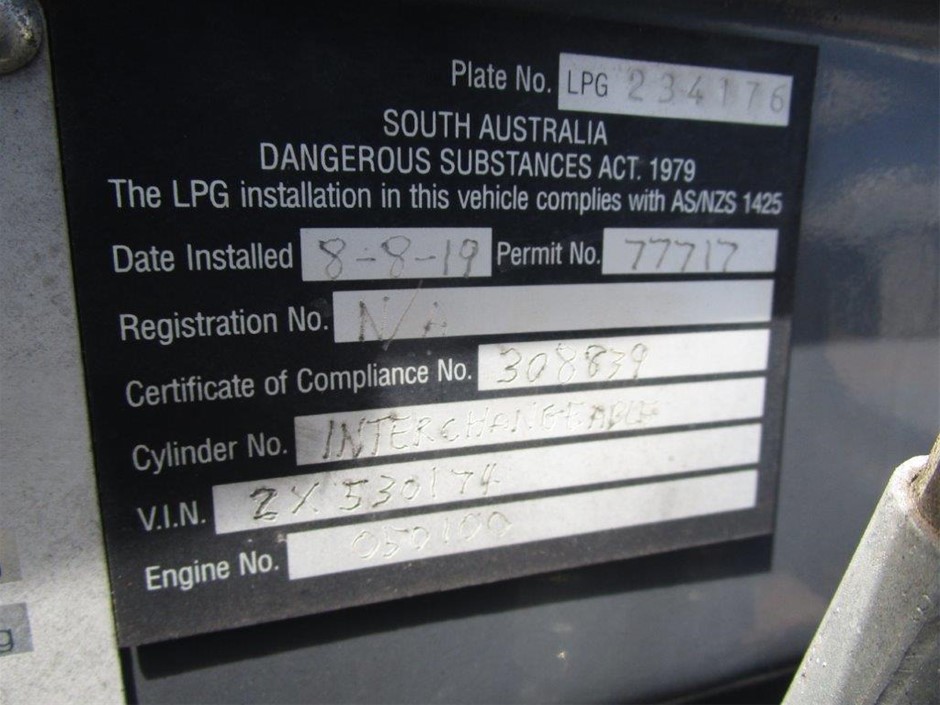 Plate No. LPG 234176
SOUTH AUSTRALIA
DANGEROUS SUBSTANCES ACT. 1979
The LPG installation in this vehicle complies with AS/NZS 1425
Date Installed 8-8-19 Permit No. 77717
Registration No. N/A
Certificate of Compliance No. 308839
Cylinder No. INTERCHANGEABLE
V.I.N. 2X530174
Engine No. 050100
g